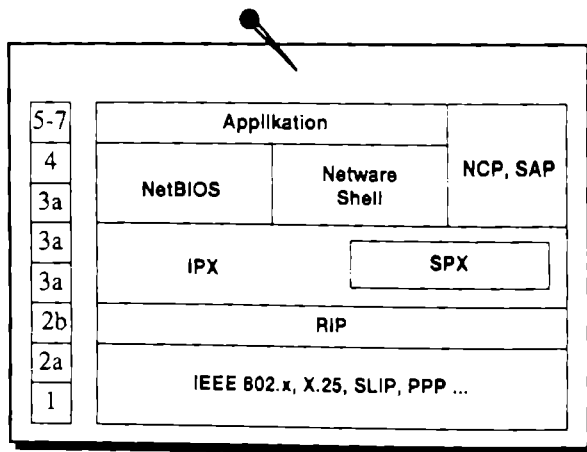 5-7
4
3a
3a
3a
2b
2a
1
Applikation
NetBIOS
Netware
Shell
NCP, SAP
IPX
SPX
RIP
IEEE 802.x, X.25, SLIP, PPP ...